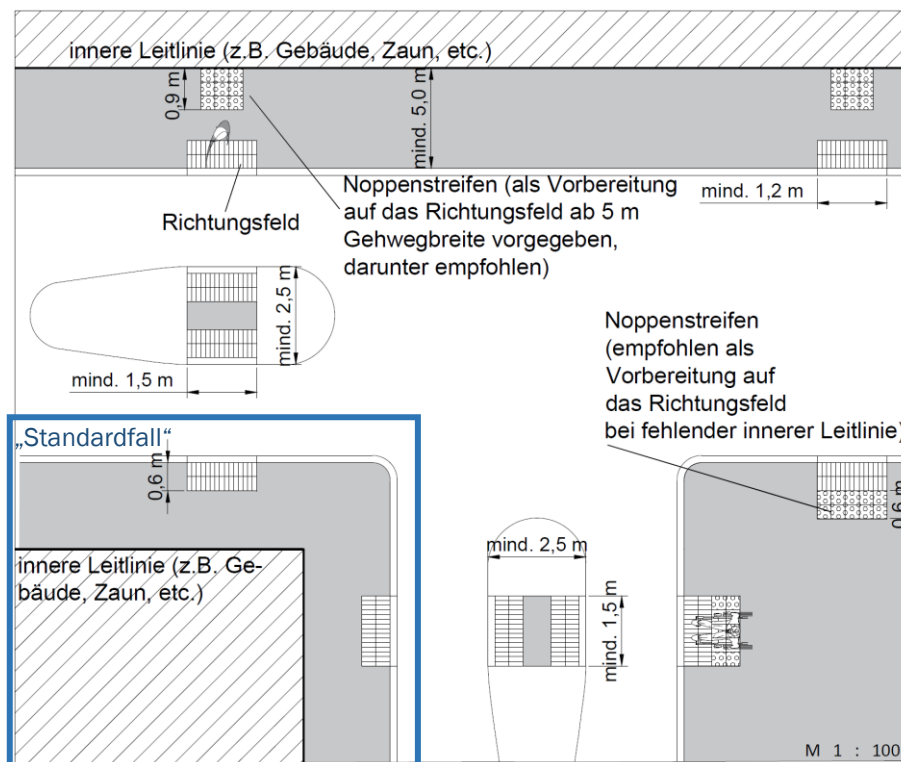 innere Leitlinie (z.B. Gebäude, Zaun, etc.)
0,9 m
mind. 5,0 m
Richtungsfeld
Noppenstreifen (als Vorbereitung
auf das Richtungsfeld ab 5 m
Gehwegbreite vorgegeben,
darunter empfohlen)
mind. 1,2 m
mind. 2,5 m
mind. 1,5 m
Noppenstreifen
(empfohlen als
Vorbereitung auf
das Richtungsfeld
bei fehlender innerer Leitlinie)
„Standardfall“
0,6 m
0,6 m
innere Leitlinie (z.B. Ge-
bäude, Zaun, etc.)
mind. 2,5 m
mind. 1,5 m
M 1 : 100